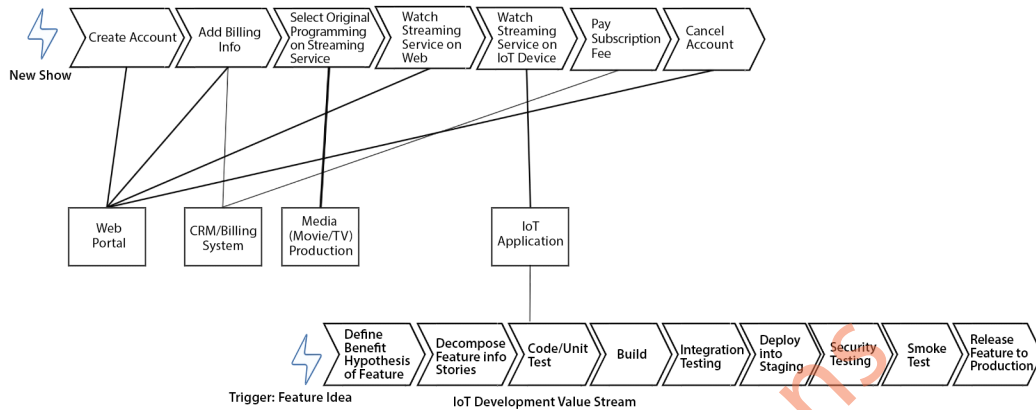 Create Account
Add Billing
Info
Select Original
Programming
on Streaming
Service
Watch
Streaming
Service on
Web
Watch
Streaming
Service on
IoT Device
Pay
Subscription
Fee
Cancel
Account
New Show
Web
Portal
CRM/Billing
System
Media
(Movie/TV)
Production
IoT
Application
Define
Benefit
Hypothesis
of Feature
Decompose
Feature info
Stories
Code/Unit
Test
Build
Integration
Testing
Deploy
into
Staging
Security
Testing
Smoke
Test
Release
Feature to
Production
Trigger: Feature Idea
IoT Development Value Stream